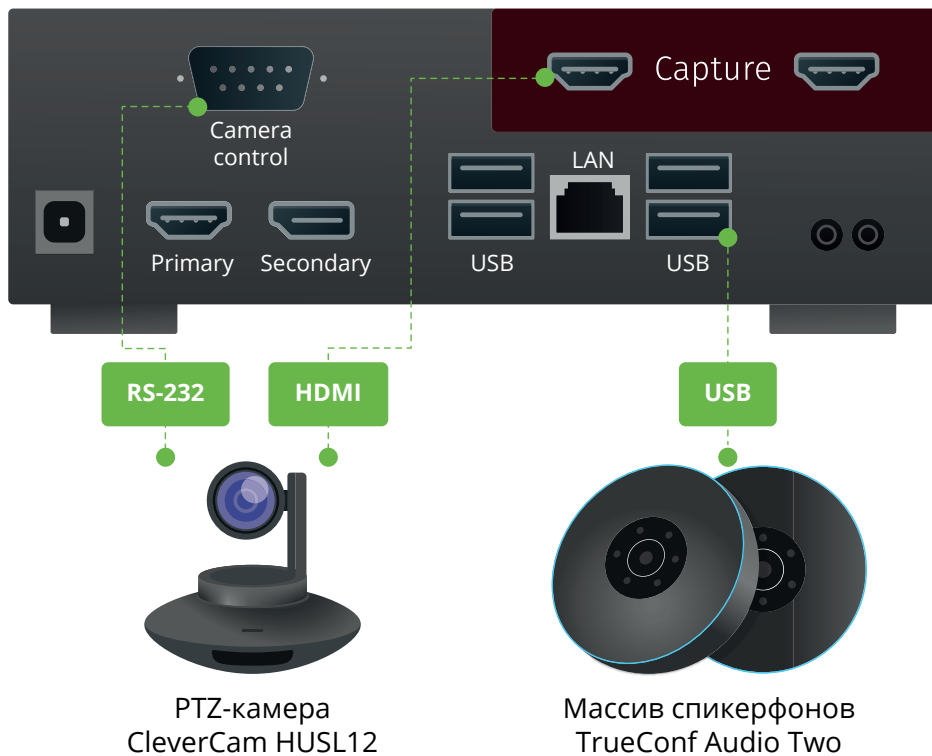 Capture
Camera
control
LAN
Primary
Secondary
USB
USB
RS-232
HDMI
USB
PTZ-камера
CleverCam HUSL12
Массив спикерфонов
TrueConf Audio Two